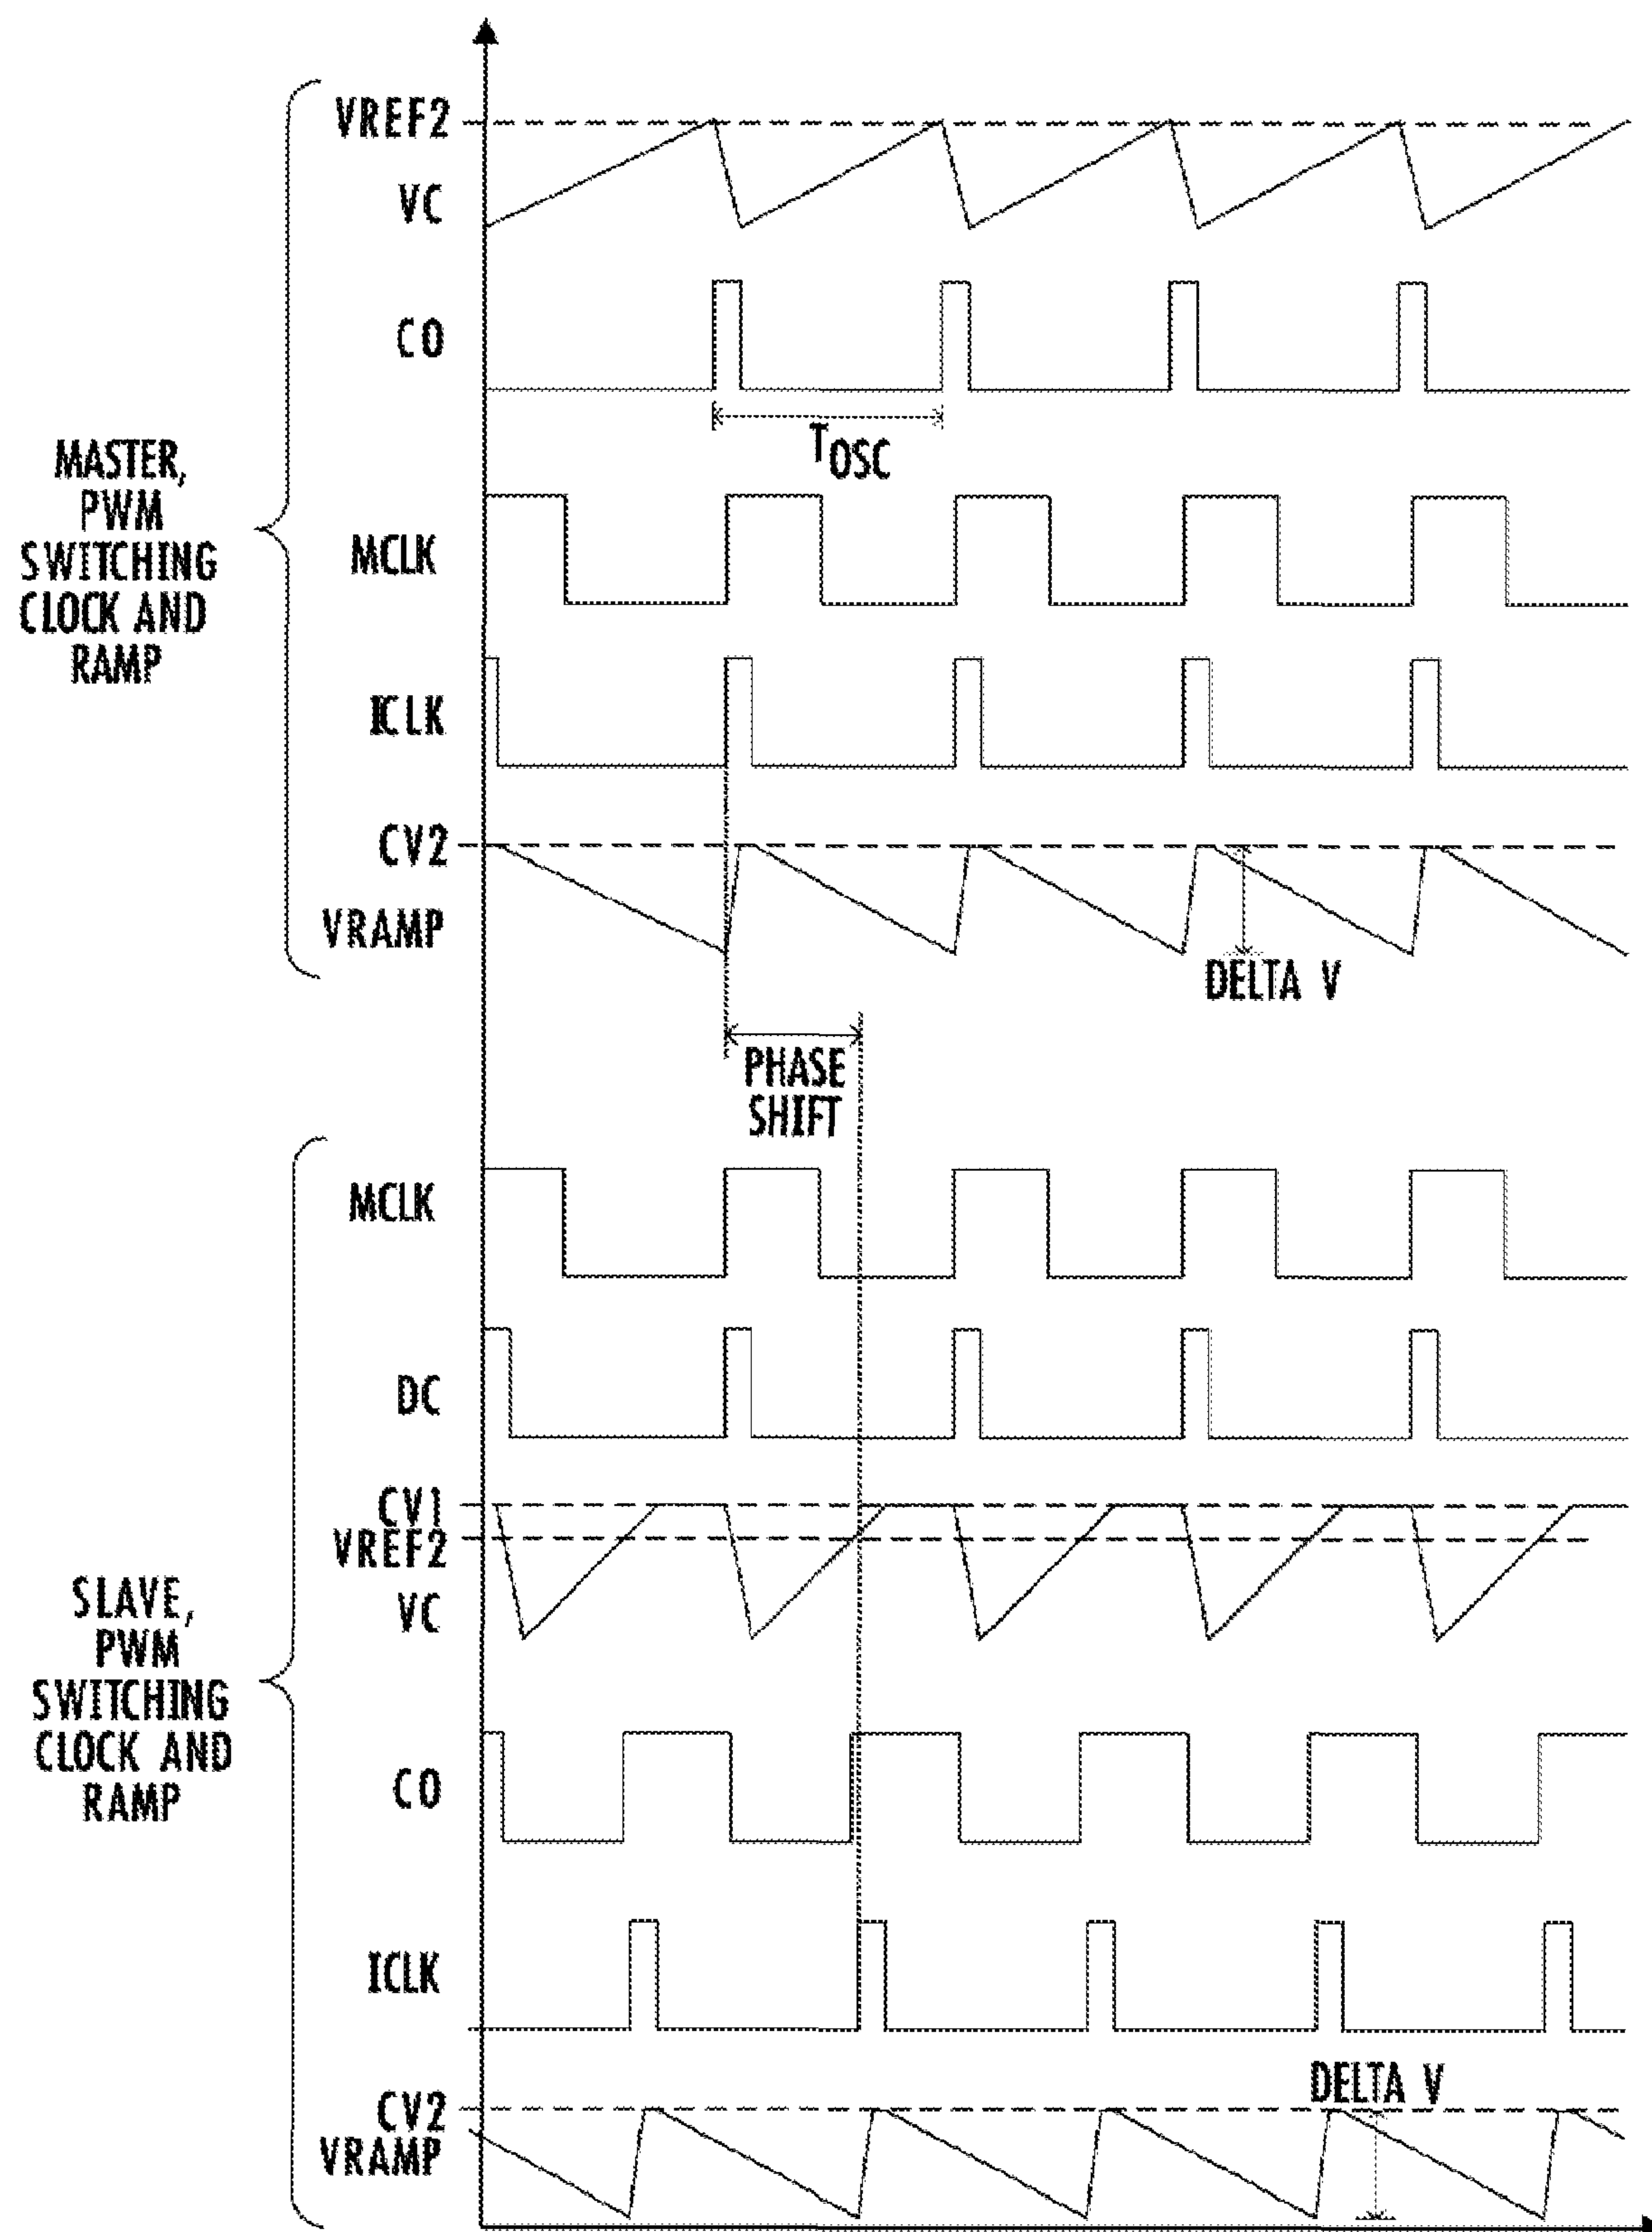 VREF2
VC
CO
TOSC
MASTER,
PWM
SWITCHING
CLOCK AND
RAMP
MCLK
ICLK
CV2
VRAMP
DELTA V
PHASE
SHIFT
MCLK
DC
CV1
VREF2
VC
SLAVE,
PWM
SWITCHING
CLOCK AND
RAMP
CO
ICLK
DELTA V
CV2
VRAMP